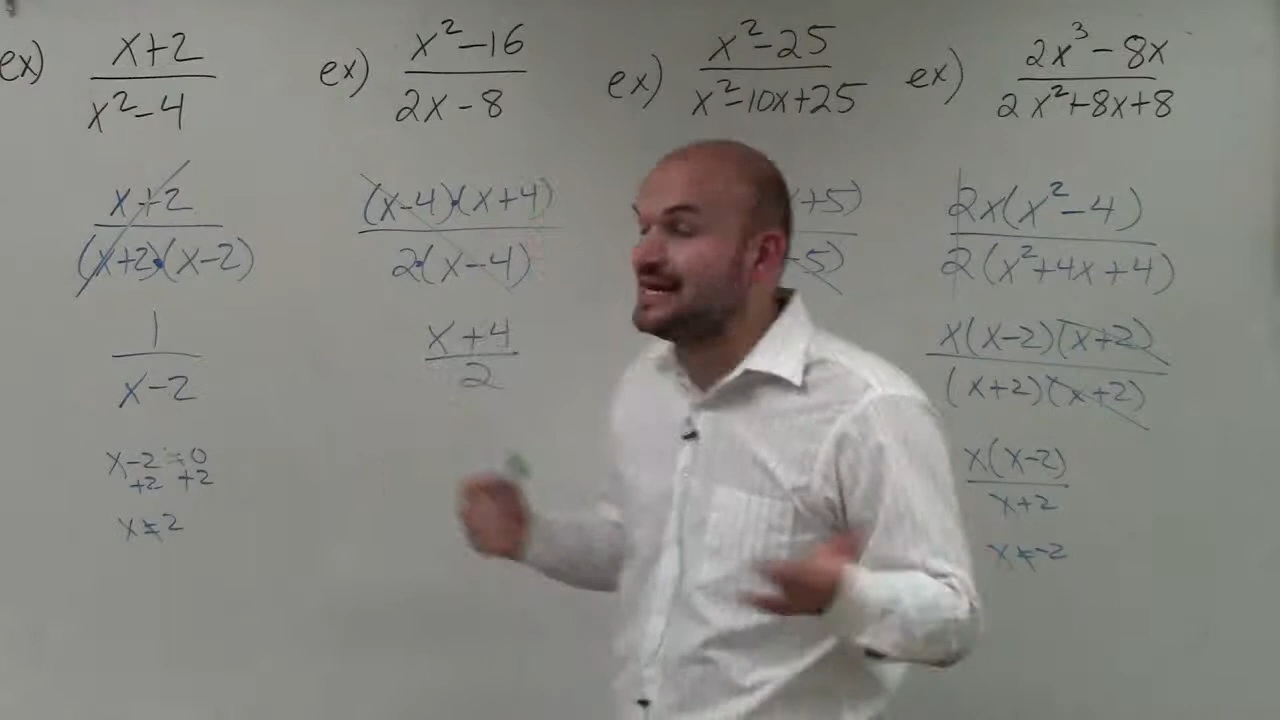 ex) x+2 / x²-4
x+2 / (x+2)·(x-2)
1 / x-2
x-2=0
+2 +2
x≠2
ex) x²-16 / 2x-8
(x-4)·(x+4) / 2·(x-4)
x+4 / 2
ex) x²-25 / x²-10x+25
+5)
-5)
ex) 2x³-8x / 2x²+8x+8
2x(x²-4) / 2(x²+4x+4)
x(x-2)(x+2) / (x+2)(x+2)
x(x-2) / x+2
x≠-2